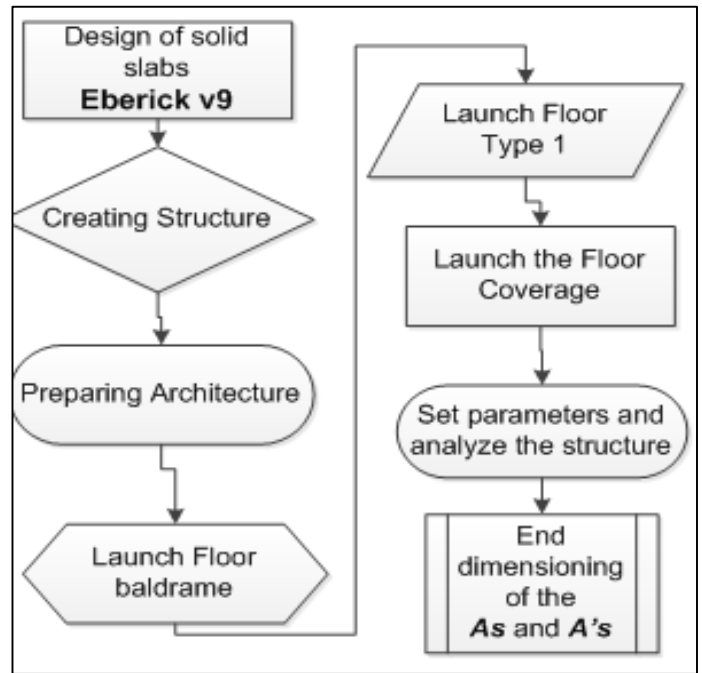 Design of solid
slabs
Eberick v9
Creating Structure
Preparing Architecture
Launch Floor
baldrame
Launch Floor
Type 1
Launch the Floor
Coverage
Set parameters and
analyze the structure
End
dimensioning
of the
As and A's